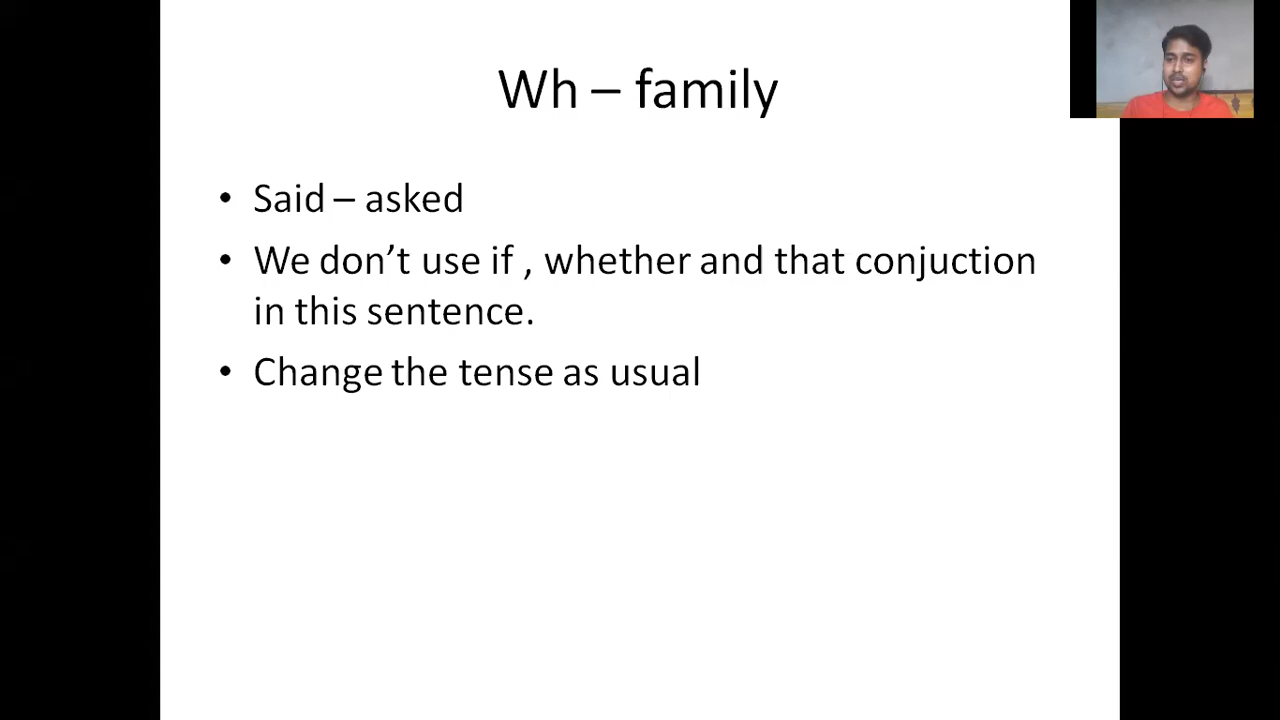 Wh – family
• Said – asked
• We don’t use if , whether and that conjuction
in this sentence.
• Change the tense as usual